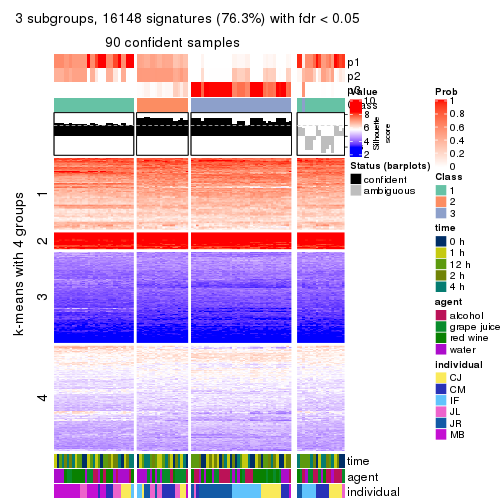 3 subgroups, 16148 signatures (76.3%) with fdr < 0.05
90 confident samples
p1
p2
p3
Class
k-means with 4 groups
1
2
3
4
time
agent
individual
Value
10
8
6
4
2
Silhouette
score
Status (barplots)
confident
ambiguous
Prob
1
0.8
0.6
0.4
0.2
0
Class
1
2
3
time
0 h
1 h
12 h
2 h
4 h
agent
alcohol
grape juice
red wine
water
individual
CJ
CM
IF
JL
JR
MB